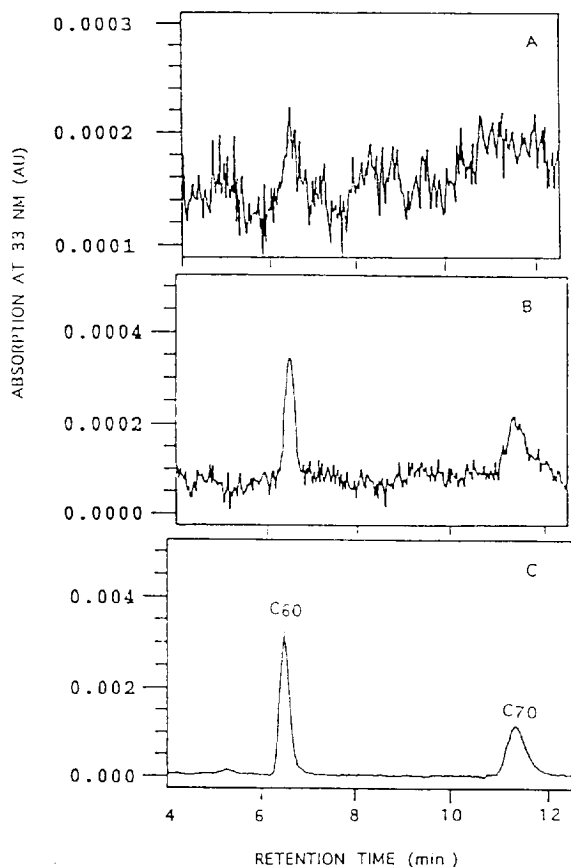 0.0003
A
0.0002
0.0001
ABSORPTION AT 33 NM (AU)
B
0.0004
0.0002
0.0000
C
0.004
C60
0.002
C70
0.000
4 6 8 10 12
RETENTION TIME (min)